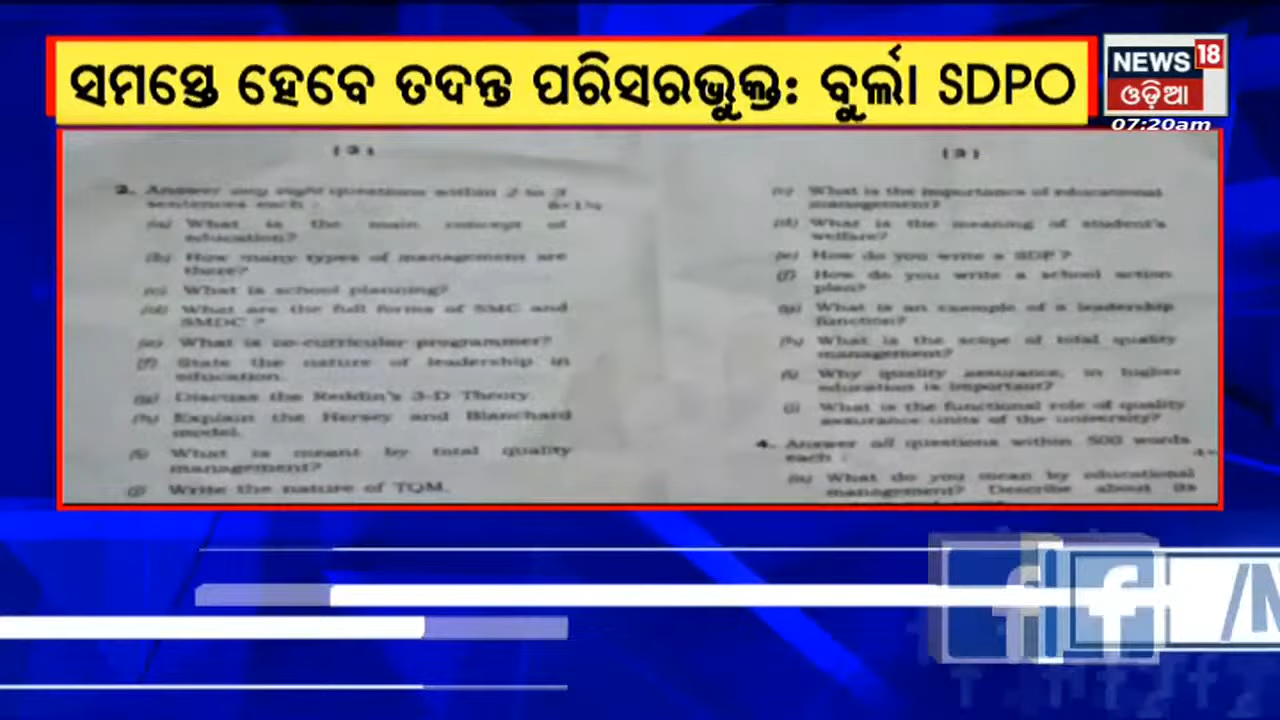 ସମସ୍ତେ ହେବେ ତଦନ୍ତ ପରିସରଭୁକ୍ତ: ବୁର୍ଲା SDPO
NEWS 18
ଓଡ଼ିଆ
07:20am
(2)
2. Answer any eight questions within 2 to 3
sentences each :
(a) What is the main concept of
education?
(b) How many types of management are
there?
(c) What is school planning?
(d) What are the full forms of SMC and
SMDC ?
(e) What is co-curricular programmer?
(f) State the nature of leadership in
education.
(g) Discuss the Reddin's 3-D Theory.
(h) Explain the Hersey and Blanchard
model.
(i) What is meant by total quality
management?
(j) Write the nature of TQM.
(3)
(c) What is the importance of educational
management?
(d) What is the meaning of student's
welfare?
(e) How do you write a SDP ?
(f) How do you write a school action
plan?
(g) What is an example of a leadership
function?
(h) What is the scope of total quality
management?
(i) Why quality assurance, in higher
education is important?
(j) What is the functional role of quality
assurance units of the university?
4. Answer all questions within 500 words
each :
(a) What do you mean by educational
management? Describe about its
f
f /N